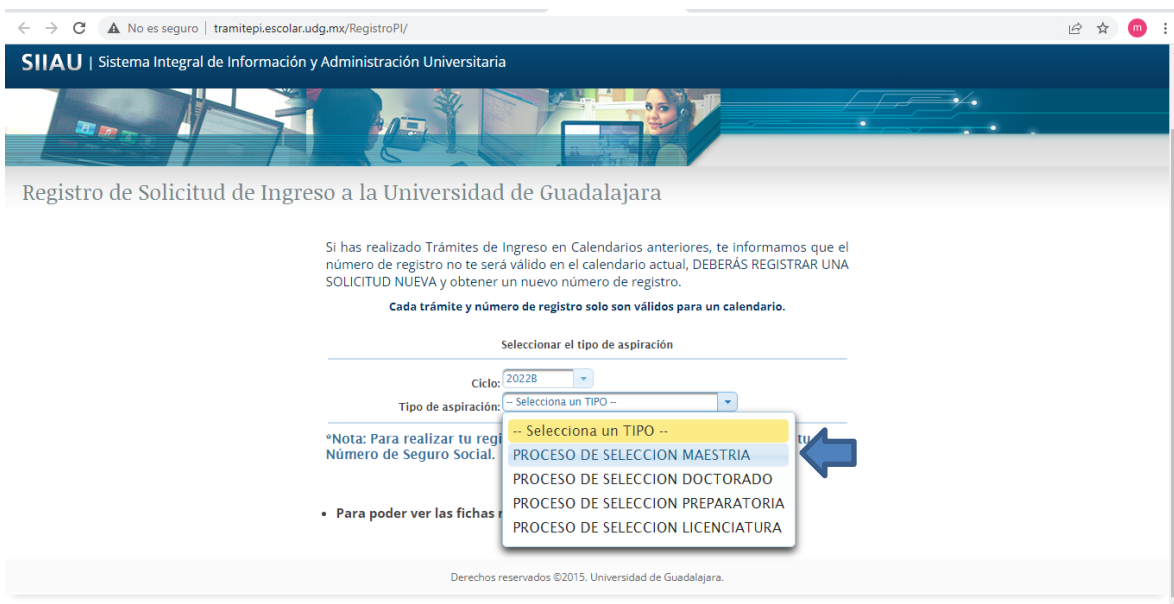 No es seguro | tramitepi.escolar.udg.mx/RegistroPI/
m
SIIAU | Sistema Integral de Información y Administración Universitaria
Registro de Solicitud de Ingreso a la Universidad de Guadalajara
Si has realizado Trámites de Ingreso en Calendarios anteriores, te informamos que el
número de registro no te será válido en el calendario actual, DEBERÁS REGISTRAR UNA
SOLICITUD NUEVA y obtener un nuevo número de registro.
Cada trámite y número de registro solo son válidos para un calendario.
Seleccionar el tipo de aspiración
Ciclo: 2022B
Tipo de aspiración: -- Selecciona un TIPO --
-- Selecciona un TIPO --
*Nota: Para realizar tu regi tu
Número de Seguro Social.
PROCESO DE SELECCION MAESTRIA
PROCESO DE SELECCION DOCTORADO
PROCESO DE SELECCION PREPARATORIA
• Para poder ver las fichas
PROCESO DE SELECCION LICENCIATURA
Derechos reservados ©2015. Universidad de Guadalajara.